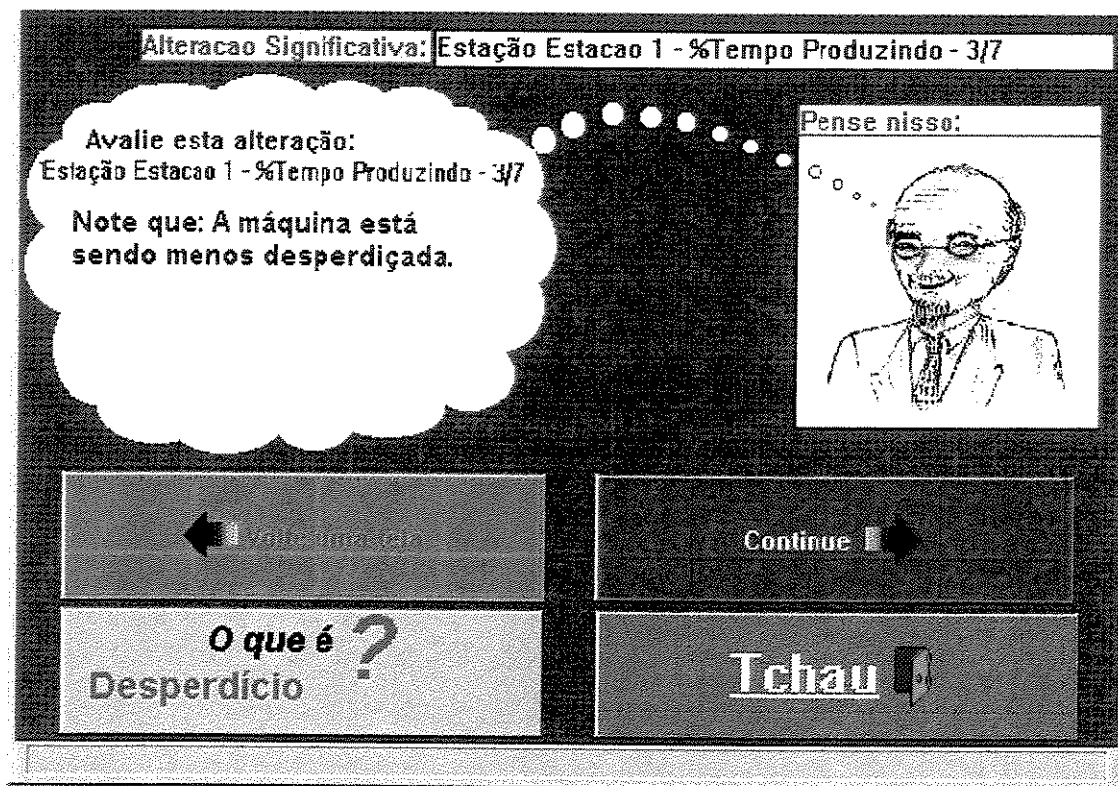 Alteracao Significativa: Estação Estacao 1 - %Tempo Produzindo - 3/7
Avalie esta alteração:
Estação Estacao 1 - %Tempo Produzindo - 3/7
Note que: A máquina está
sendo menos desperdiçada.
Pense nisso:
Continue
O que é ?
Desperdício
Tchau